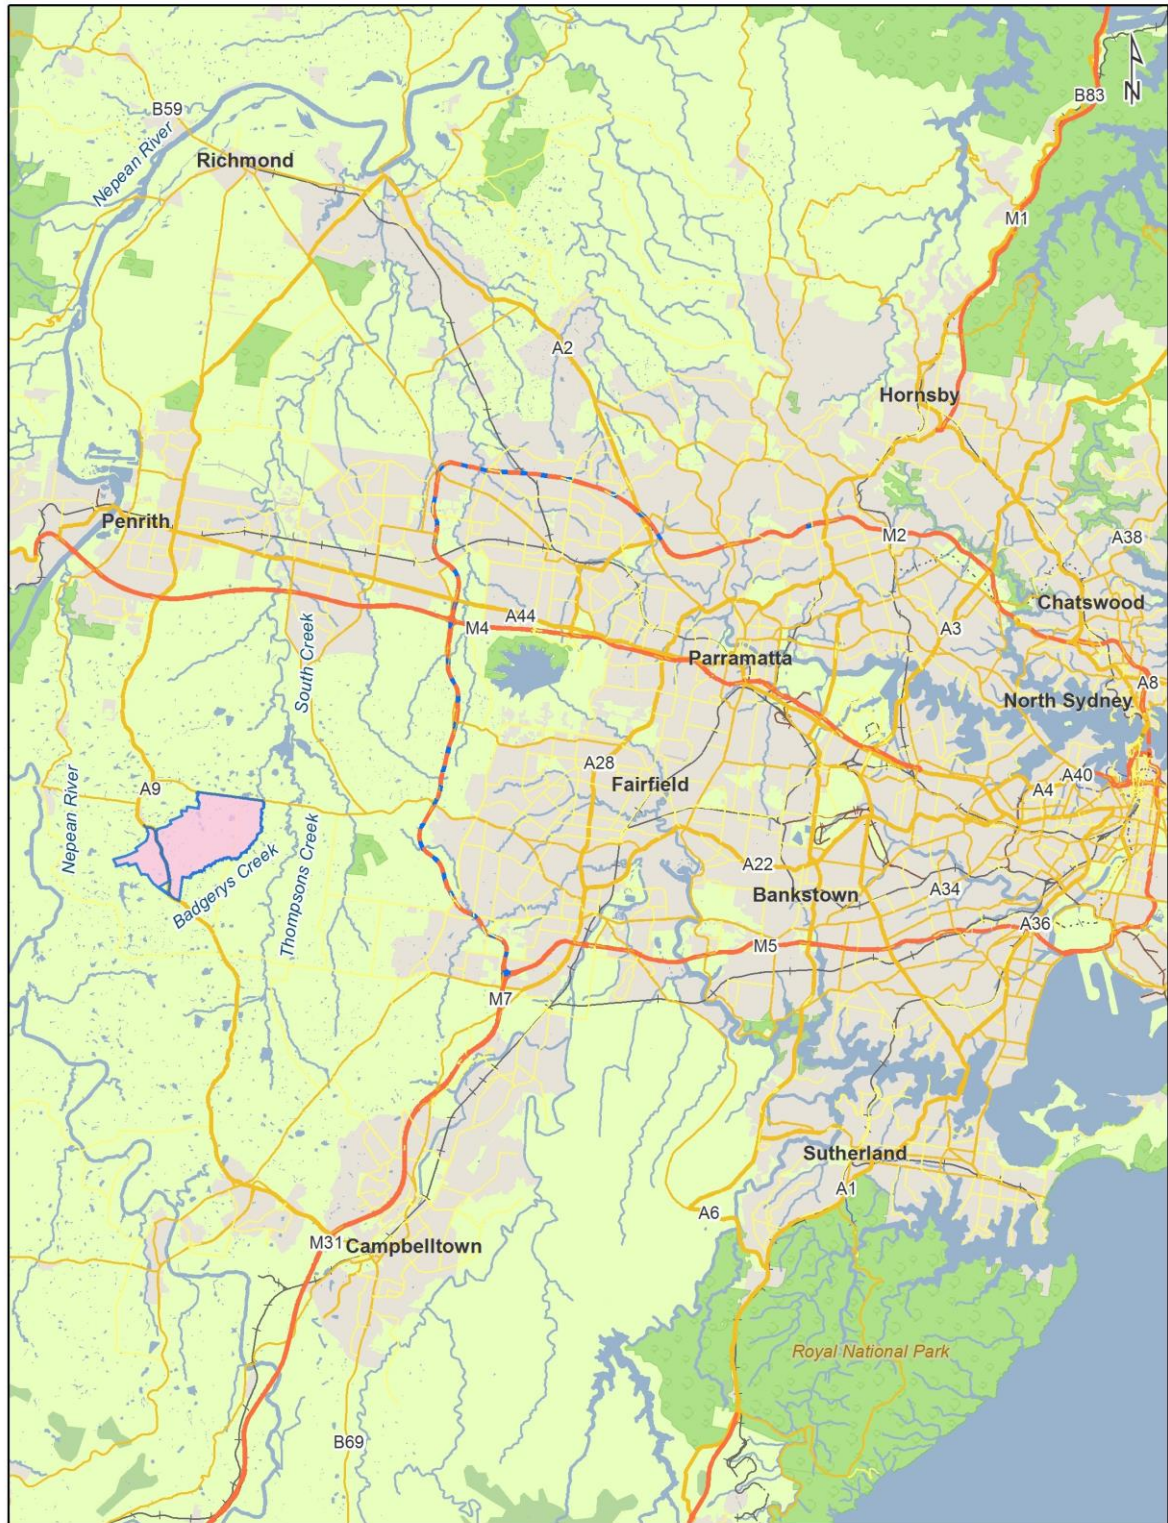 B83
N
B59
Nepean River
Richmond
M1
A2
Hornsby
Penrith
M2
A38
Chatswood
A44
M4
A3
South Creek
Parramatta
A8
North Sydney
A28
Fairfield
A9
A40
A4
Nepean River
Thompsons Creek
Badgerys Creek
A22
Bankstown
A34
A36
M5
M7
Sutherland
A1
A6
M31
Campbelltown
Royal National Park
B69